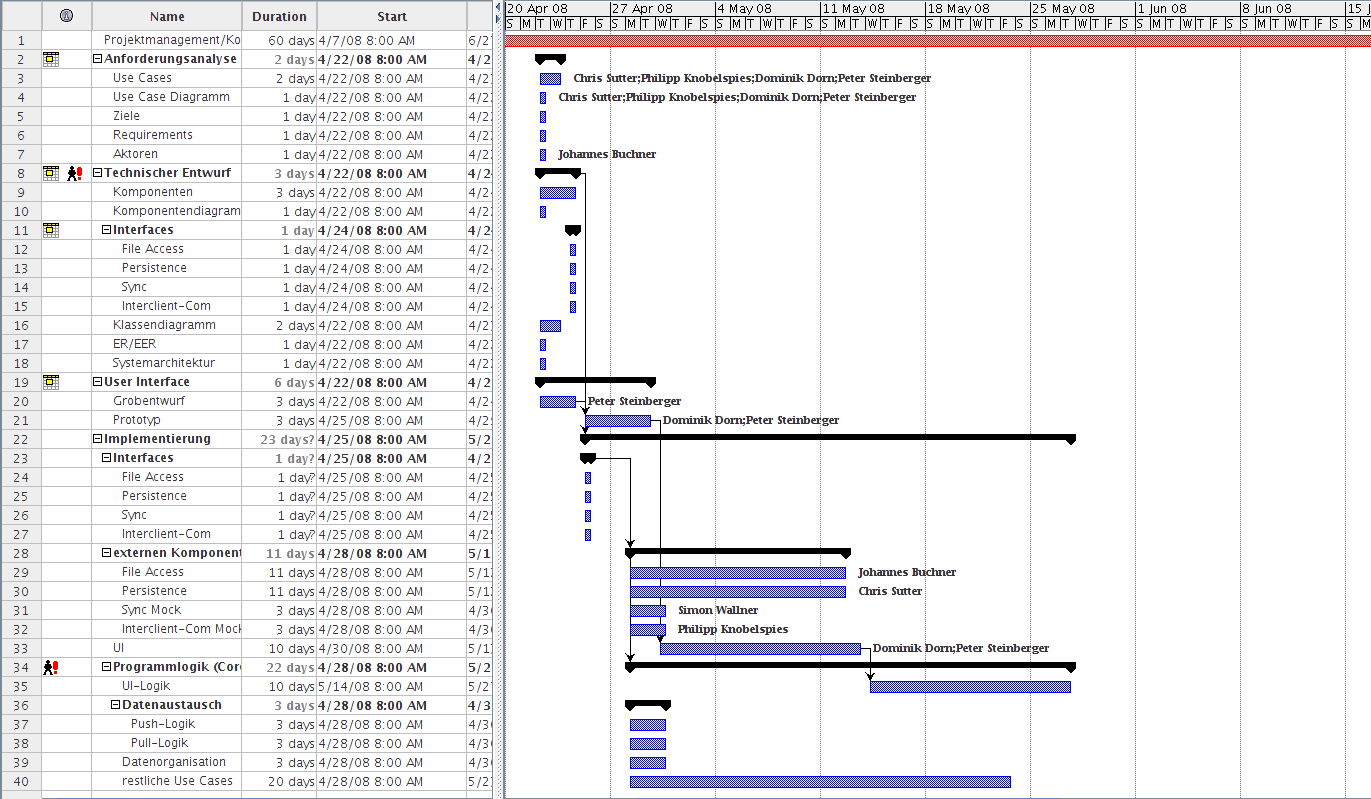 Name Duration Start
20 Apr 08 27 Apr 08 4 May 08 11 May 08 18 May 08 25 May 08 1 Jun 08 8 Jun 08 15 J
S M T W T F S S M T W T F S S M T W T F S S M T W T F S S M T W T F S S M T W T F S S M T W T F S S M T W T F S S M
1 Projektmanagement/Ko 60 days 4/7/08 8:00 AM 6/2
2 Anforderungsanalyse 2 days 4/22/08 8:00 AM 4/2
3 Use Cases 2 days 4/22/08 8:00 AM 4/2 Chris Sutter;Philipp Knobelspies;Dominik Dorn;Peter Steinberger
4 Use Case Diagramm 1 day 4/22/08 8:00 AM 4/2 Chris Sutter;Philipp Knobelspies;Dominik Dorn;Peter Steinberger
5 Ziele 1 day 4/22/08 8:00 AM 4/2
6 Requirements 1 day 4/22/08 8:00 AM 4/2
7 Aktoren 1 day 4/22/08 8:00 AM 4/2 Johannes Buchner
8 Technischer Entwurf 3 days 4/22/08 8:00 AM 4/2
9 Komponenten 3 days 4/22/08 8:00 AM 4/2
10 Komponentendiagram 1 day 4/22/08 8:00 AM 4/2
11 Interfaces 1 day 4/24/08 8:00 AM 4/2
12 File Access 1 day 4/24/08 8:00 AM 4/2
13 Persistence 1 day 4/24/08 8:00 AM 4/2
14 Sync 1 day 4/24/08 8:00 AM 4/2
15 Interclient-Com 1 day 4/24/08 8:00 AM 4/2
16 Klassendiagramm 2 days 4/22/08 8:00 AM 4/2
17 ER/EER 1 day 4/22/08 8:00 AM 4/2
18 Systemarchitektur 1 day 4/22/08 8:00 AM 4/2
19 User Interface 6 days 4/22/08 8:00 AM 4/2
20 Grobentwurf 3 days 4/22/08 8:00 AM 4/2 Peter Steinberger
21 Prototyp 3 days 4/25/08 8:00 AM 4/2 Dominik Dorn;Peter Steinberger
22 Implementierung 23 days? 4/25/08 8:00 AM 5/2
23 Interfaces 1 day? 4/25/08 8:00 AM 4/2
24 File Access 1 day? 4/25/08 8:00 AM 4/2
25 Persistence 1 day? 4/25/08 8:00 AM 4/2
26 Sync 1 day? 4/25/08 8:00 AM 4/2
27 Interclient-Com 1 day? 4/25/08 8:00 AM 4/2
28 externen Komponent 11 days 4/28/08 8:00 AM 5/1
29 File Access 11 days 4/28/08 8:00 AM 5/1 Johannes Buchner
30 Persistence 11 days 4/28/08 8:00 AM 5/1 Chris Sutter
31 Sync Mock 3 days 4/28/08 8:00 AM 4/30 Simon Wallner
32 Interclient-Com Mock 3 days 4/28/08 8:00 AM 4/30 Philipp Knobelspies
33 UI 10 days 4/30/08 8:00 AM 5/1 Dominik Dorn;Peter Steinberger
34 Programmlogik (Core 22 days 4/28/08 8:00 AM 5/2
35 UI-Logik 10 days 5/14/08 8:00 AM 5/2
36 Datenaustausch 3 days 4/28/08 8:00 AM 4/3
37 Push-Logik 3 days 4/28/08 8:00 AM 4/30
38 Pull-Logik 3 days 4/28/08 8:00 AM 4/30
39 Datenorganisation 3 days 4/28/08 8:00 AM 4/30
40 restliche Use Cases 20 days 4/28/08 8:00 AM 5/2